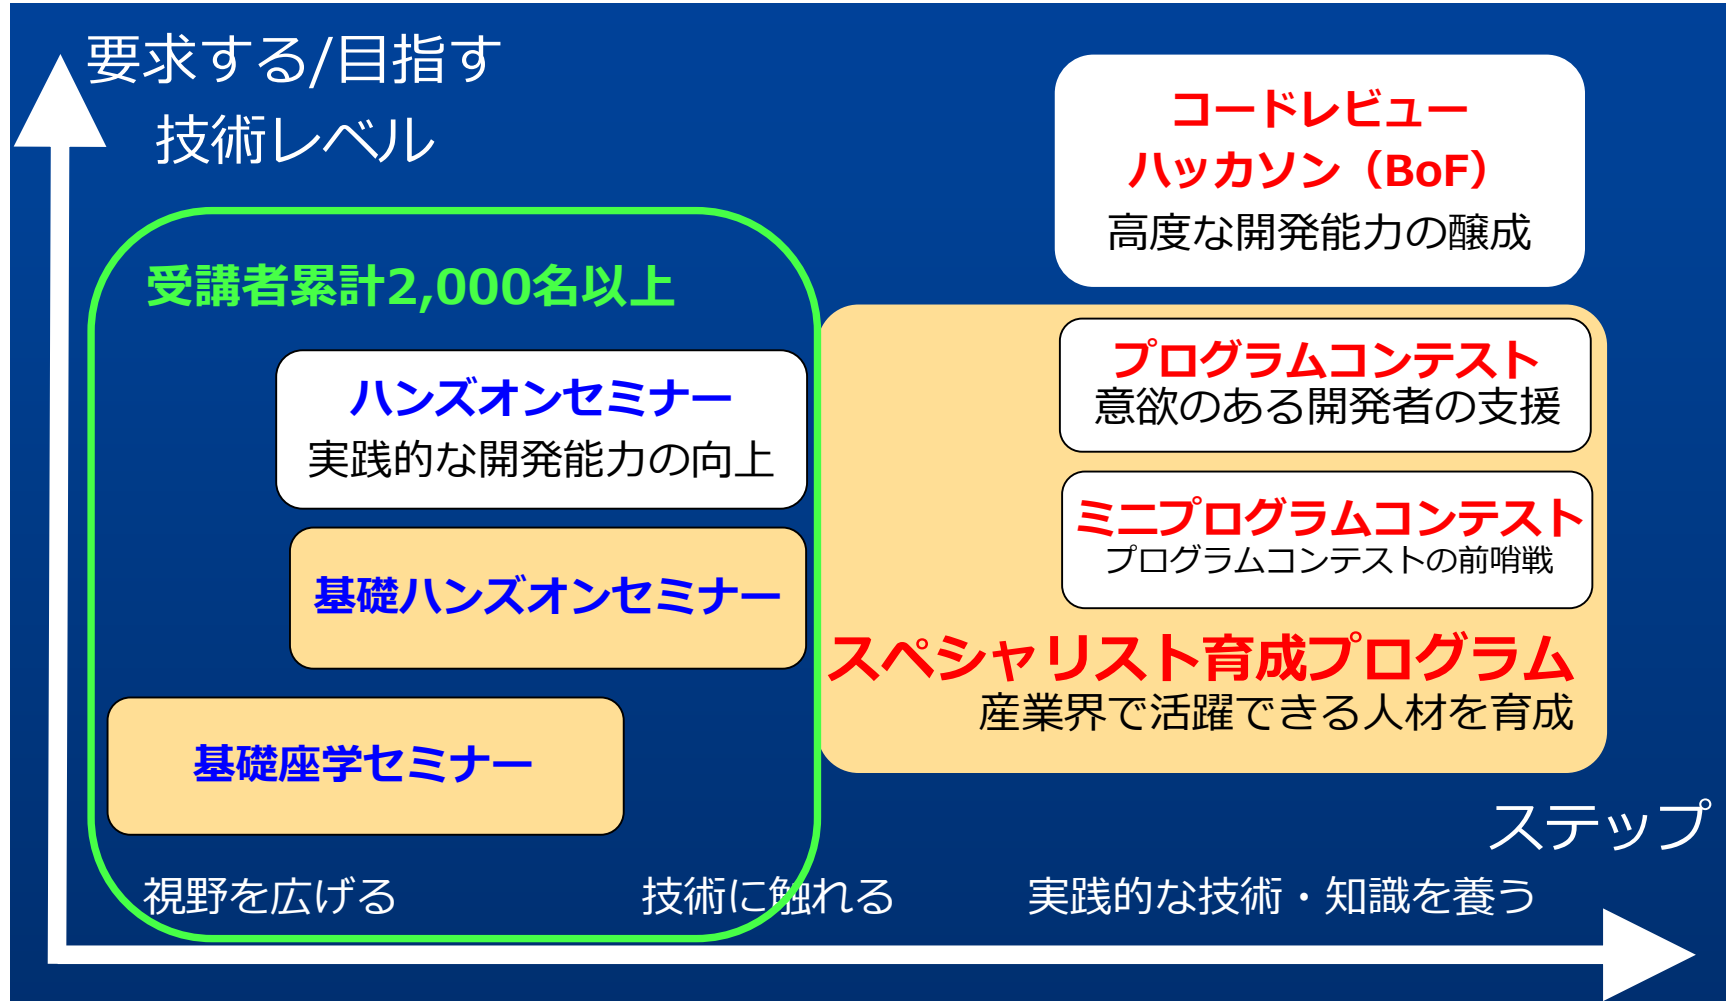 要求する/目指す
技術レベル
コードレビュー
ハッカソン（BoF）
高度な開発能力の醸成
受講者累計2,000名以上
ハンズオンセミナー
実践的な開発能力の向上
プログラムコンテスト
意欲のある開発者の支援
ミニプログラムコンテスト
プログラムコンテストの前哨戦
基礎ハンズオンセミナー
スペシャリスト育成プログラム
産業界で活躍できる人材を育成
基礎座学セミナー
ステップ
視野を広げる
技術に触れる
実践的な技術・知識を養う